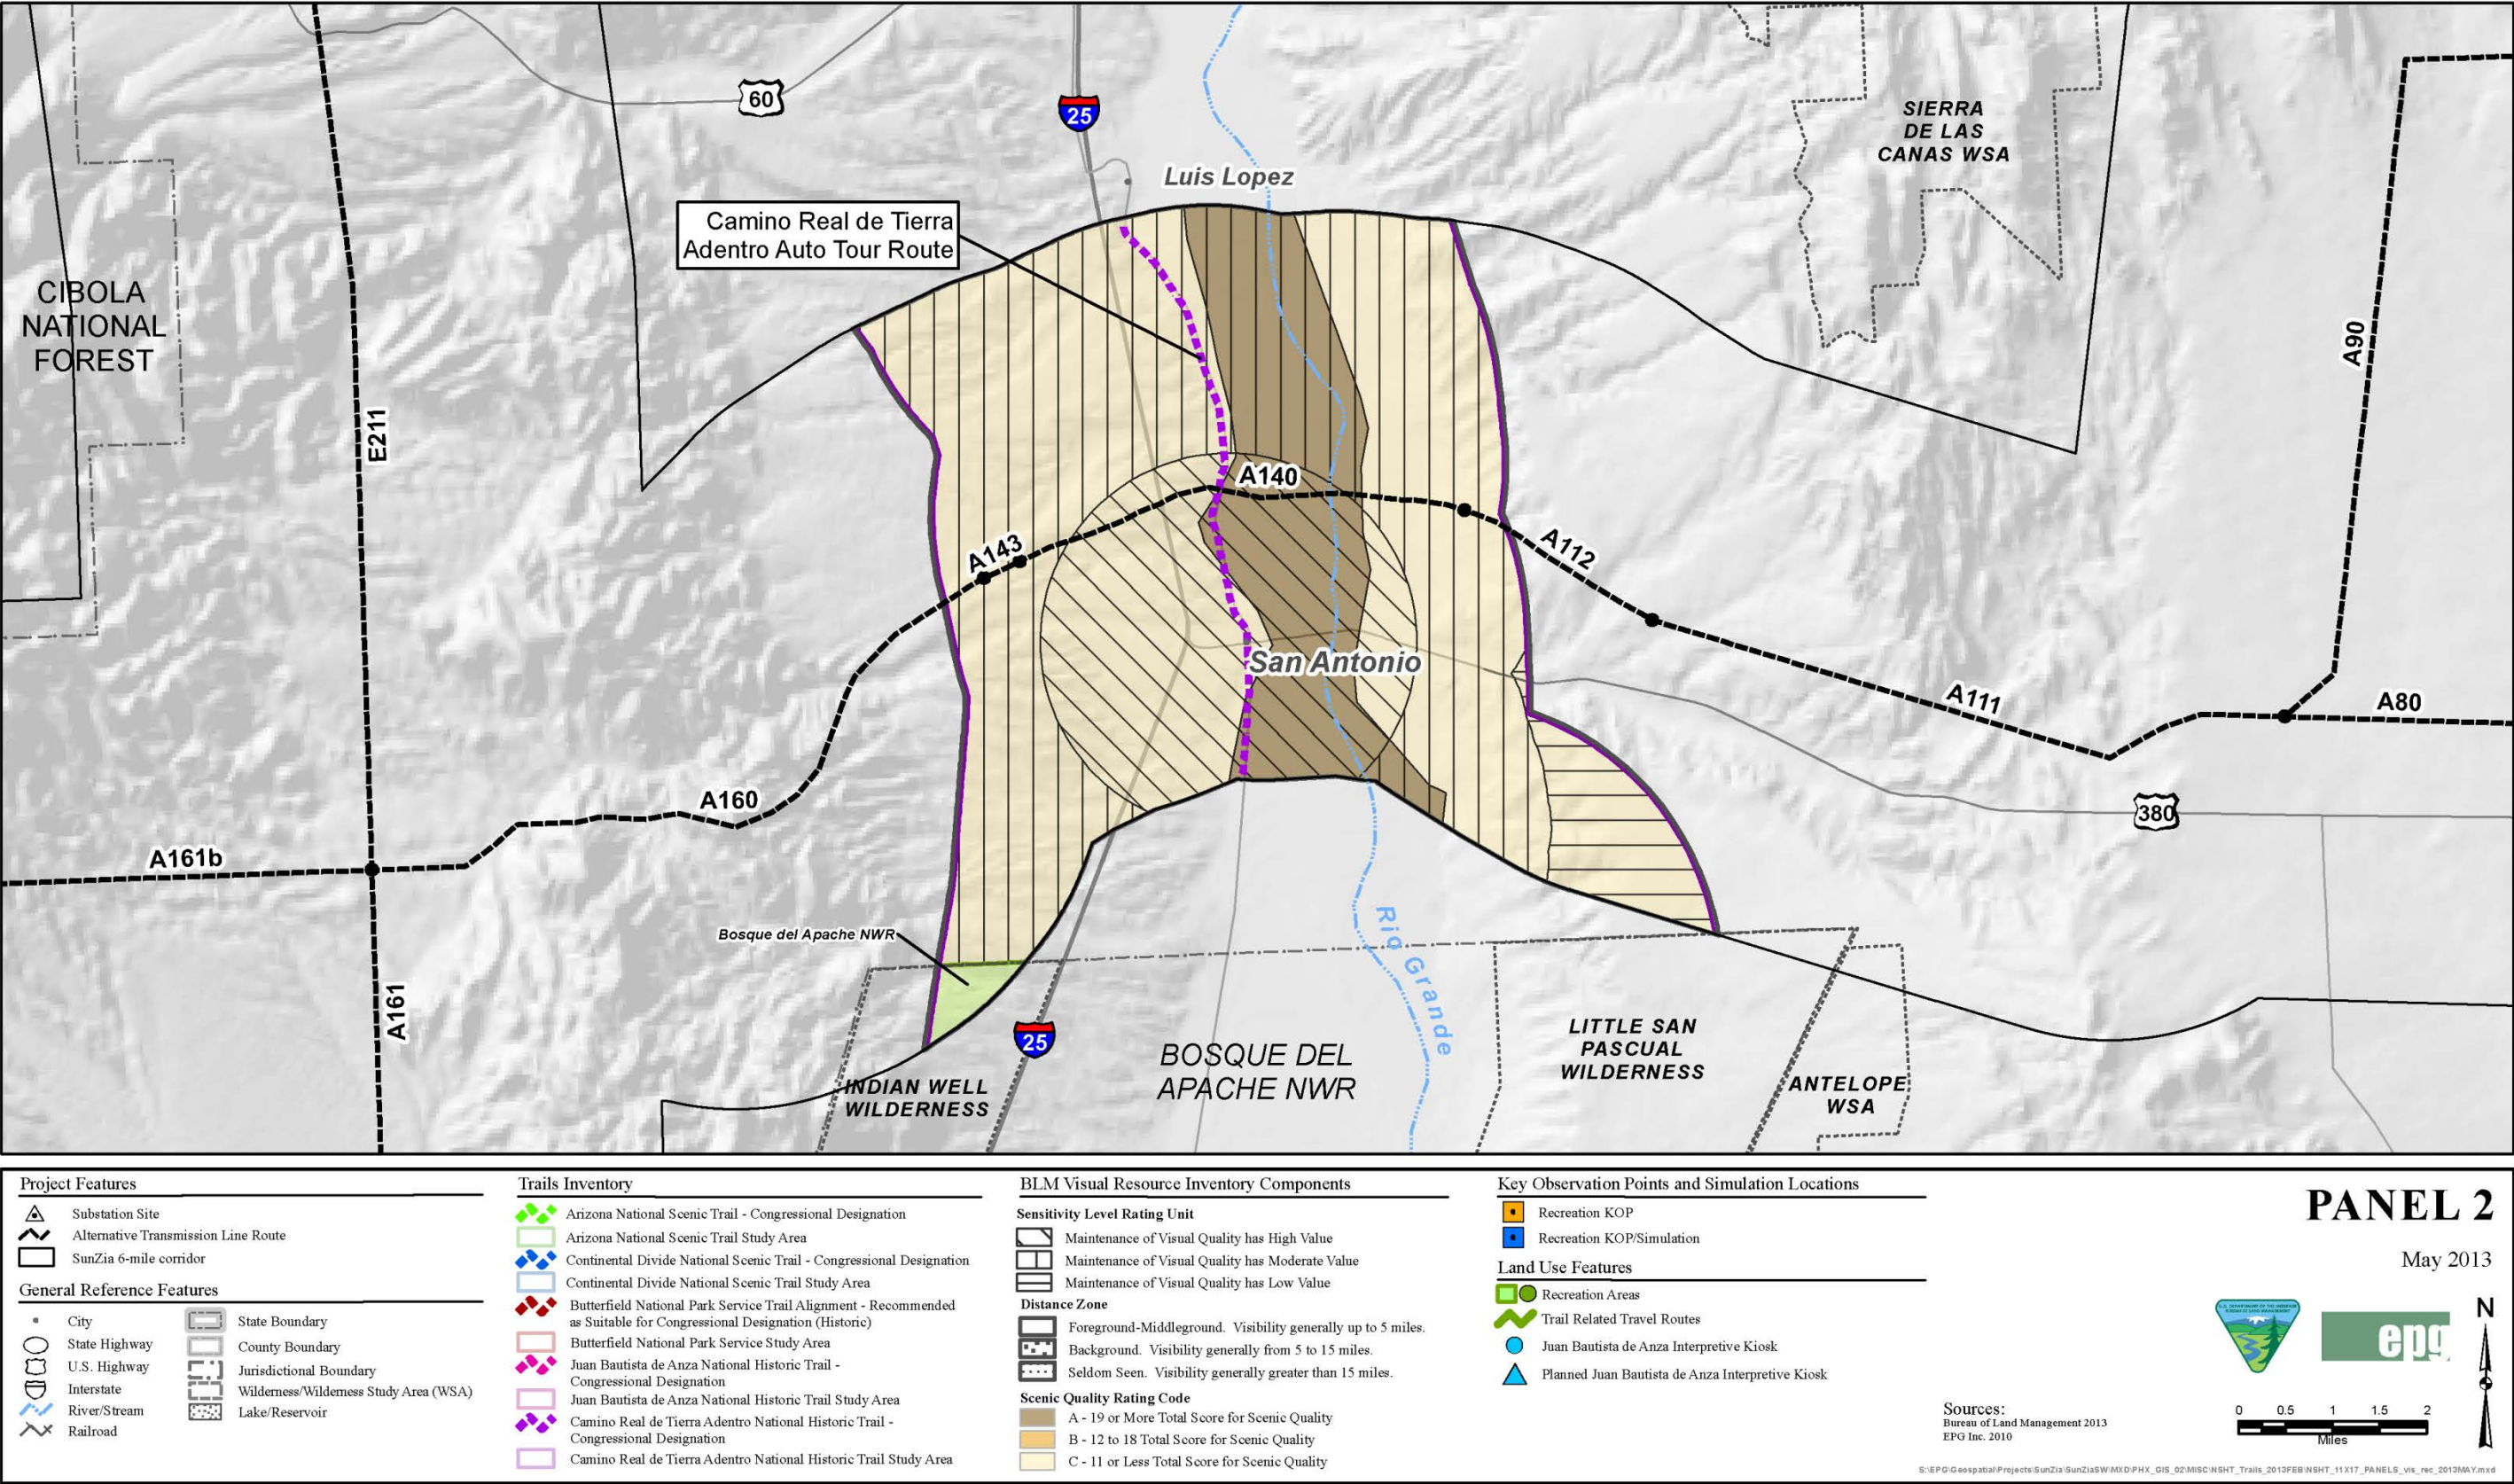 60
25
SIERRA
DE LAS
CANAS WSA
Luis Lopez
Camino Real de Tierra
Adentro Auto Tour Route
CIBOLA
NATIONAL
FOREST
A90
E211
A140
A143
A112
San Antonio
A111
A80
A160
380
A161b
Bosque del Apache NWR
Rio Grande
A161
25
LITTLE SAN
PASCUAL
WILDERNESS
BOSQUE DEL
APACHE NWR
INDIAN WELL
WILDERNESS
ANTELOPE
WSA
Project Features
Substation Site
Alternative Transmission Line Route
SunZia 6-mile corridor
General Reference Features
City
State Highway
U.S. Highway
Interstate
River/Stream
Railroad
State Boundary
County Boundary
Jurisdictional Boundary
Wilderness/Wilderness Study Area (WSA)
Lake/Reservoir
Trails Inventory
Arizona National Scenic Trail - Congressional Designation
Arizona National Scenic Trail Study Area
Continental Divide National Scenic Trail - Congressional Designation
Continental Divide National Scenic Trail Study Area
Butterfield National Park Service Trail Alignment - Recommended
as Suitable for Congressional Designation (Historic)
Butterfield National Park Service Study Area
Juan Bautista de Anza National Historic Trail -
Congressional Designation
Juan Bautista de Anza National Historic Trail Study Area
Camino Real de Tierra Adentro National Historic Trail -
Congressional Designation
Camino Real de Tierra Adentro National Historic Trail Study Area
BLM Visual Resource Inventory Components
Sensitivity Level Rating Unit
Maintenance of Visual Quality has High Value
Maintenance of Visual Quality has Moderate Value
Maintenance of Visual Quality has Low Value
Distance Zone
Foreground-Middleground. Visibility generally up to 5 miles.
Background. Visibility generally from 5 to 15 miles.
Seldom Seen. Visibility generally greater than 15 miles.
Scenic Quality Rating Code
A - 19 or More Total Score for Scenic Quality
B - 12 to 18 Total Score for Scenic Quality
C - 11 or Less Total Score for Scenic Quality
Key Observation Points and Simulation Locations
Recreation KOP
Recreation KOP/Simulation
Land Use Features
Recreation Areas
Trail Related Travel Routes
Juan Bautista de Anza Interpretive Kiosk
Planned Juan Bautista de Anza Interpretive Kiosk
PANEL 2
May 2013
epg
N
Sources:
Bureau of Land Management 2013
EPG Inc. 2010
0 0.5 1 1.5 2
Miles
S:\EPG\Geospatial\Projects\SunZia\SunZiaSW\MXD\PHX_GIS_02\MISC\NSHT_Trails_2013FEB\NSHT_11X17_PANELS_vis_rec_2013MAY.mxd